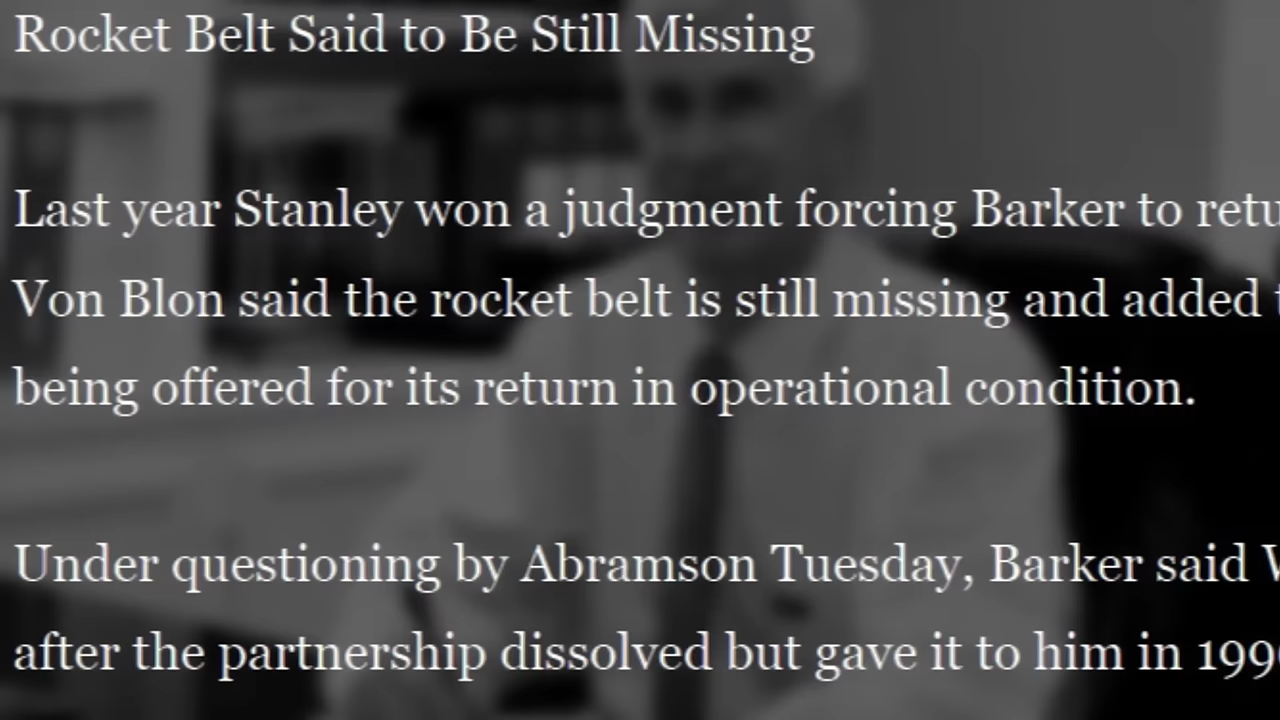 Rocket Belt Said to Be Still Missing
Last year Stanley won a judgment forcing Barker to
Von Blon said the rocket belt is still missing and added
being offered for its return in operational condition.
Under questioning by Abramson Tuesday, Barker said
after the partnership dissolved but gave it to him in